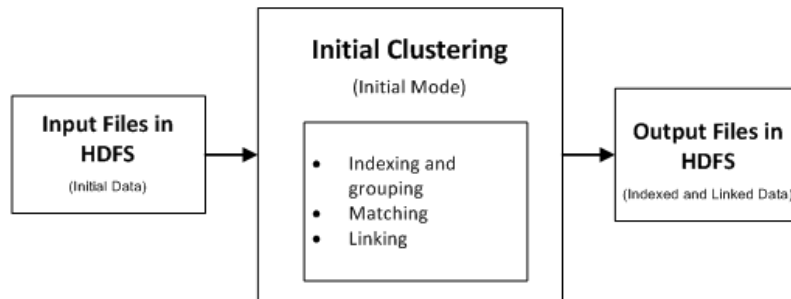 Input Files in
HDFS
(Initial Data)
Initial Clustering
(Initial Mode)
• Indexing and
grouping
• Matching
• Linking
Output Files in
HDFS
(Indexed and Linked Data)